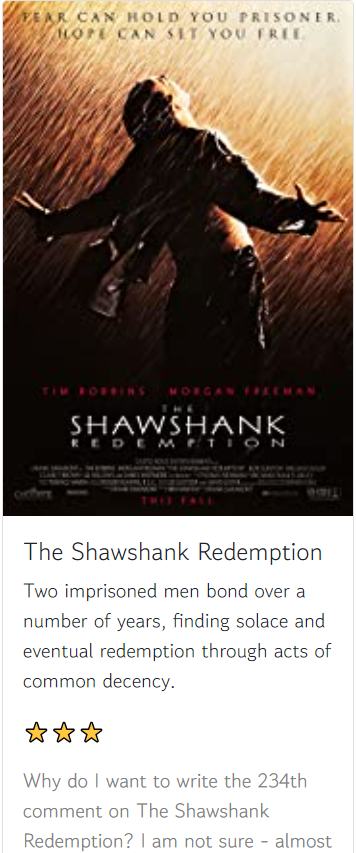 FEAR CAN HOLD YOU PRISONER.
HOPE CAN SET YOU FREE.
TIM ROBBINS MORGAN FREEMAN
THE
SHAWSHANK
REDEMPTION
THIS FALL
The Shawshank Redemption
Two imprisoned men bond over a
number of years, finding solace and
eventual redemption through acts of
common decency.
Why do I want to write the 234th
comment on The Shawshank
Redemption? I am not sure - almost